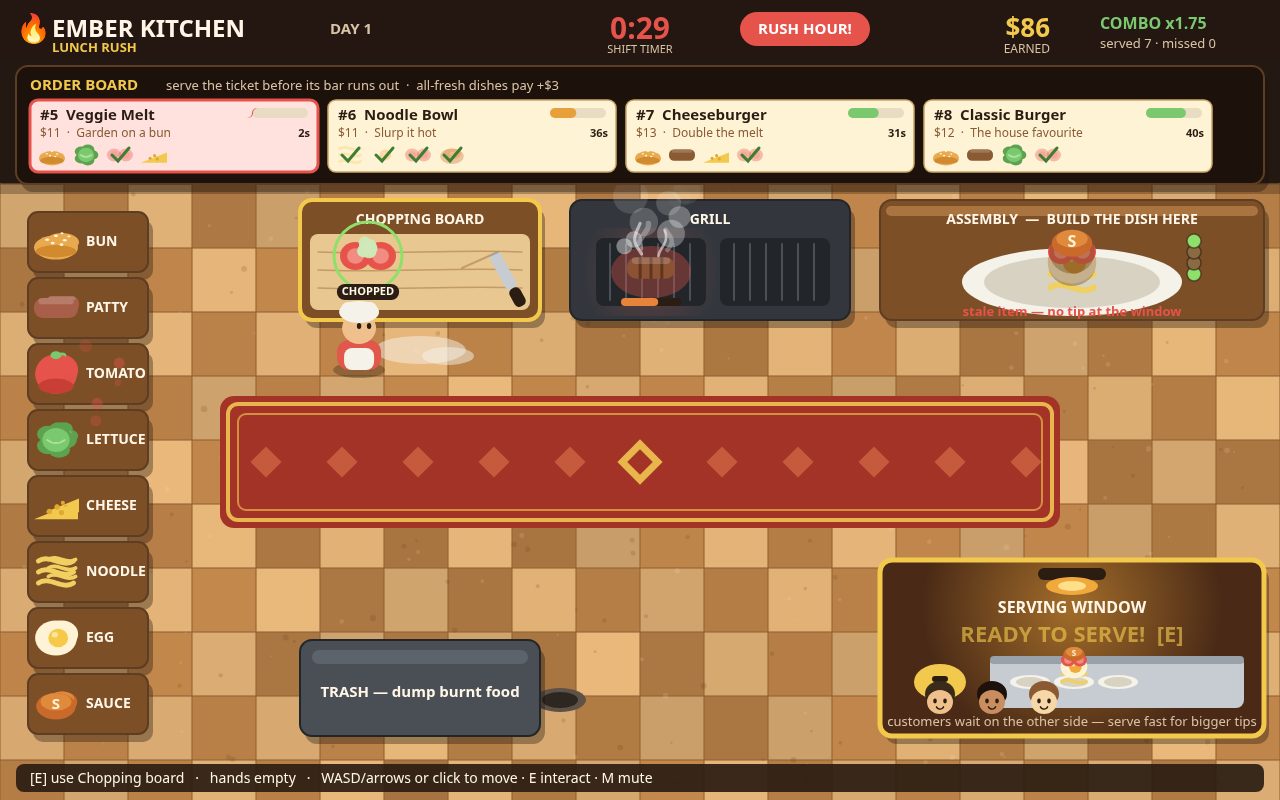 EMBER KITCHEN
LUNCH RUSH
DAY 1
0:29
SHIFT TIMER
RUSH HOUR!
$86
EARNED
COMBO x1.75
served 7 · missed 0
ORDER BOARD
serve the ticket before its bar runs out · all-fresh dishes pay +$3
#5 Veggie Melt
$11 · Garden on a bun
2s
#6 Noodle Bowl
$11 · Slurp it hot
36s
#7 Cheeseburger
$13 · Double the melt
31s
#8 Classic Burger
$12 · The house favourite
40s
BUN
PATTY
TOMATO
LETTUCE
CHEESE
NOODLE
EGG
S
SAUCE
CHOPPING BOARD
CHOPPED
GRILL
ASSEMBLY — BUILD THE DISH HERE
S
stale item — no tip at the window
TRASH — dump burnt food
SERVING WINDOW
READY TO SERVE! [E]
S
customers wait on the other side — serve fast for bigger tips
[E] use Chopping board · hands empty · WASD/arrows or click to move · E interact · M mute